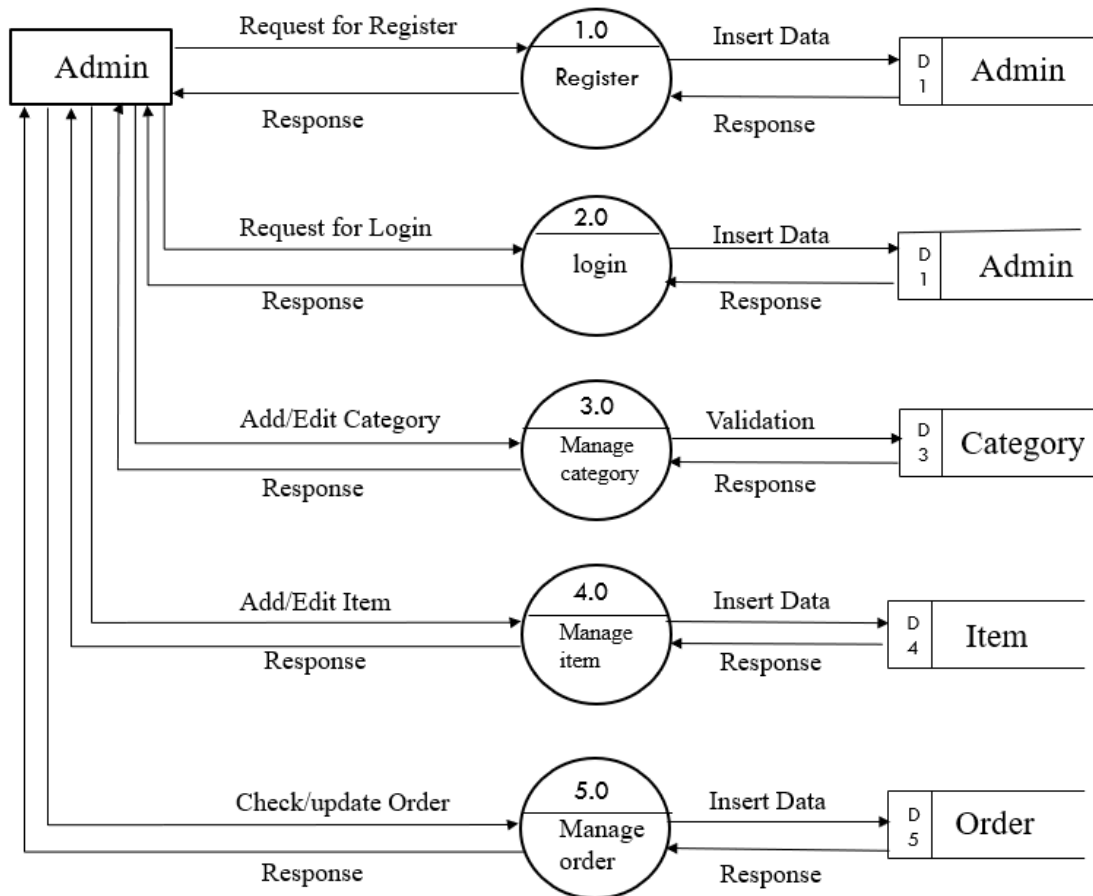 Admin
Request for Register
Response
1.0
Register
Insert Data
Response
D
1
Admin
Request for Login
Response
2.0
login
Insert Data
Response
D
1
Admin
Add/Edit Category
Response
3.0
Manage
category
Validation
Response
D
3
Category
Add/Edit Item
Response
4.0
Manage
item
Insert Data
Response
D
4
Item
Check/update Order
Response
5.0
Manage
order
Insert Data
Response
D
5
Order